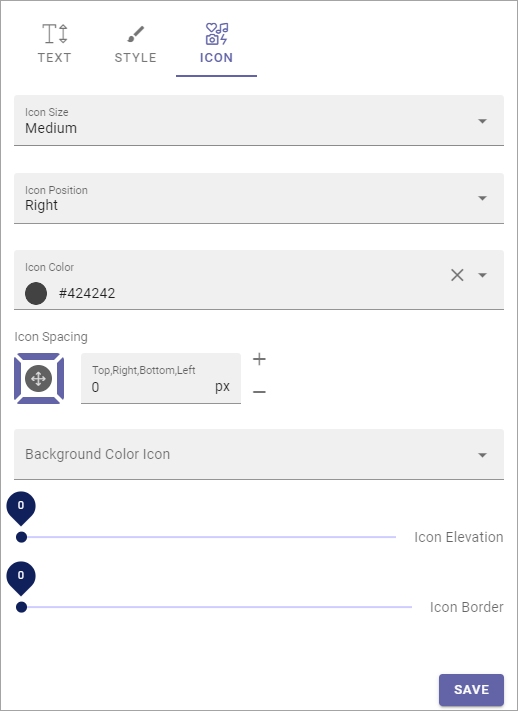 TEXT STYLE ICON
Icon Size
Medium
Icon Position
Right
Icon Color
#424242
Icon Spacing
Top,Right,Bottom,Left
0 px
Background Color Icon
0
Icon Elevation
0
Icon Border
SAVE